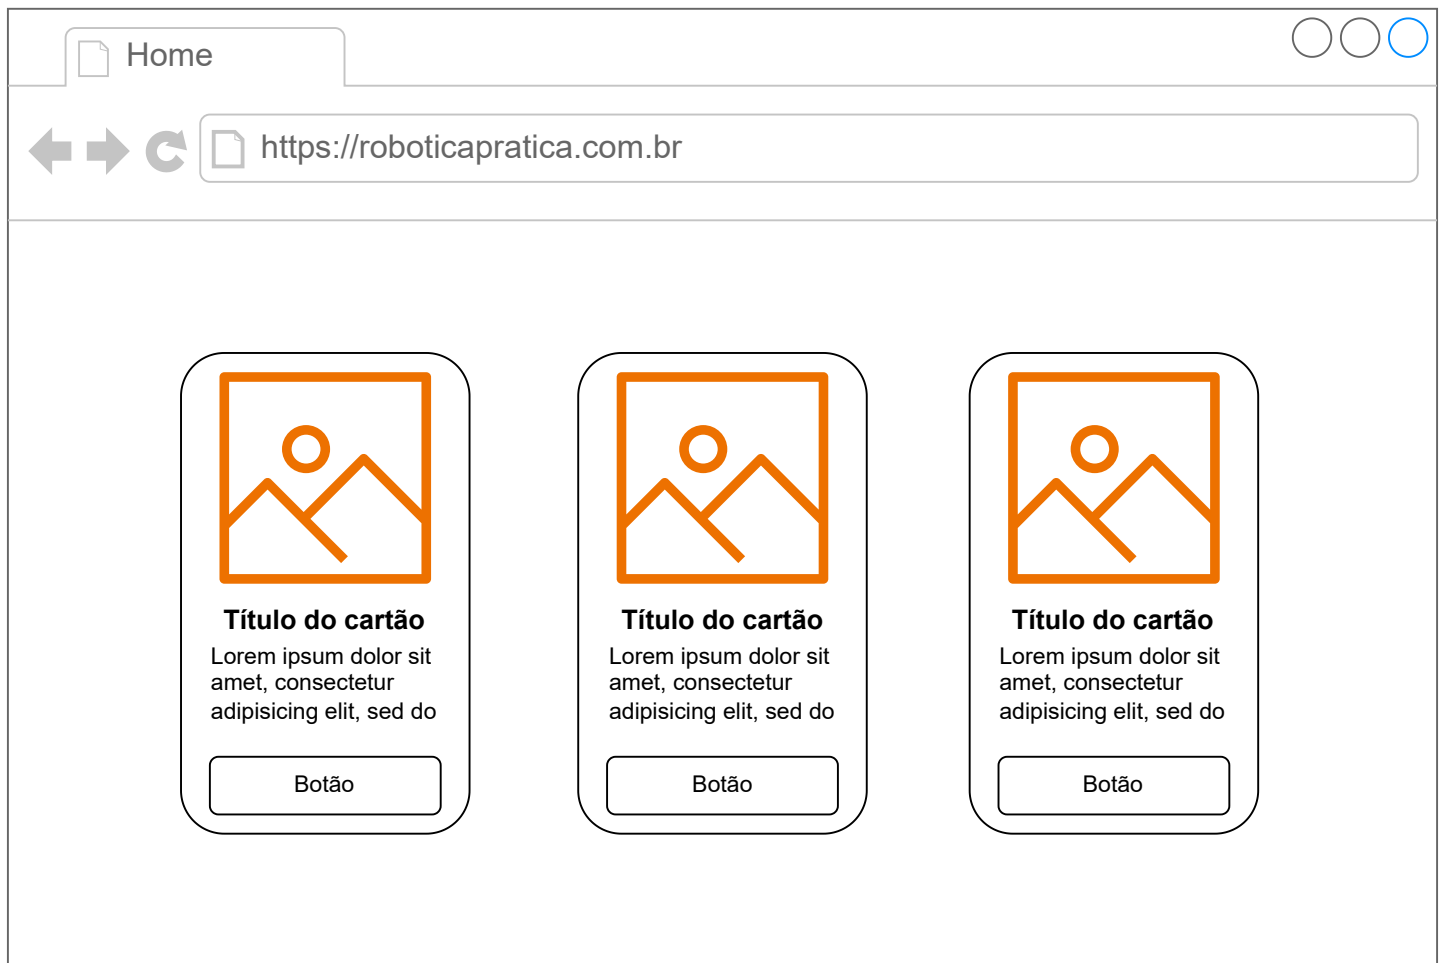 Home
https://roboticapratica.com.br
Título do cartão
Lorem ipsum dolor sit
amet, consectetur
adipisicing elit, sed do
Botão
Título do cartão
Lorem ipsum dolor sit
amet, consectetur
adipisicing elit, sed do
Botão
Título do cartão
Lorem ipsum dolor sit
amet, consectetur
adipisicing elit, sed do
Botão